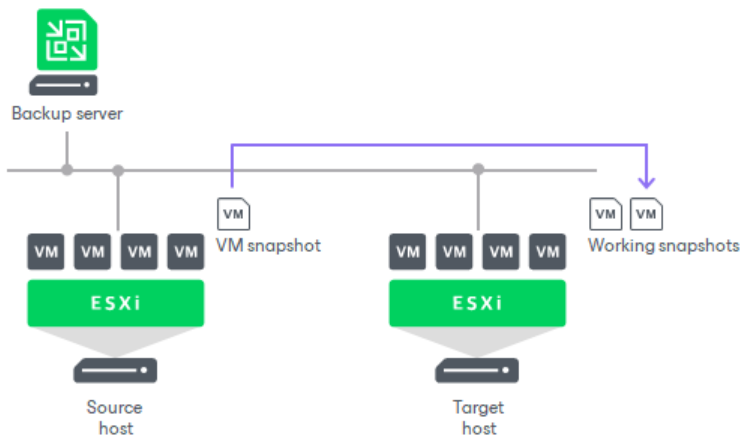 Backup server
VM
VM VM
VM snapshot
Working snapshots
VM VM VM VM
VM VM VM VM
ESXi
ESXi
Source
host
Target
host